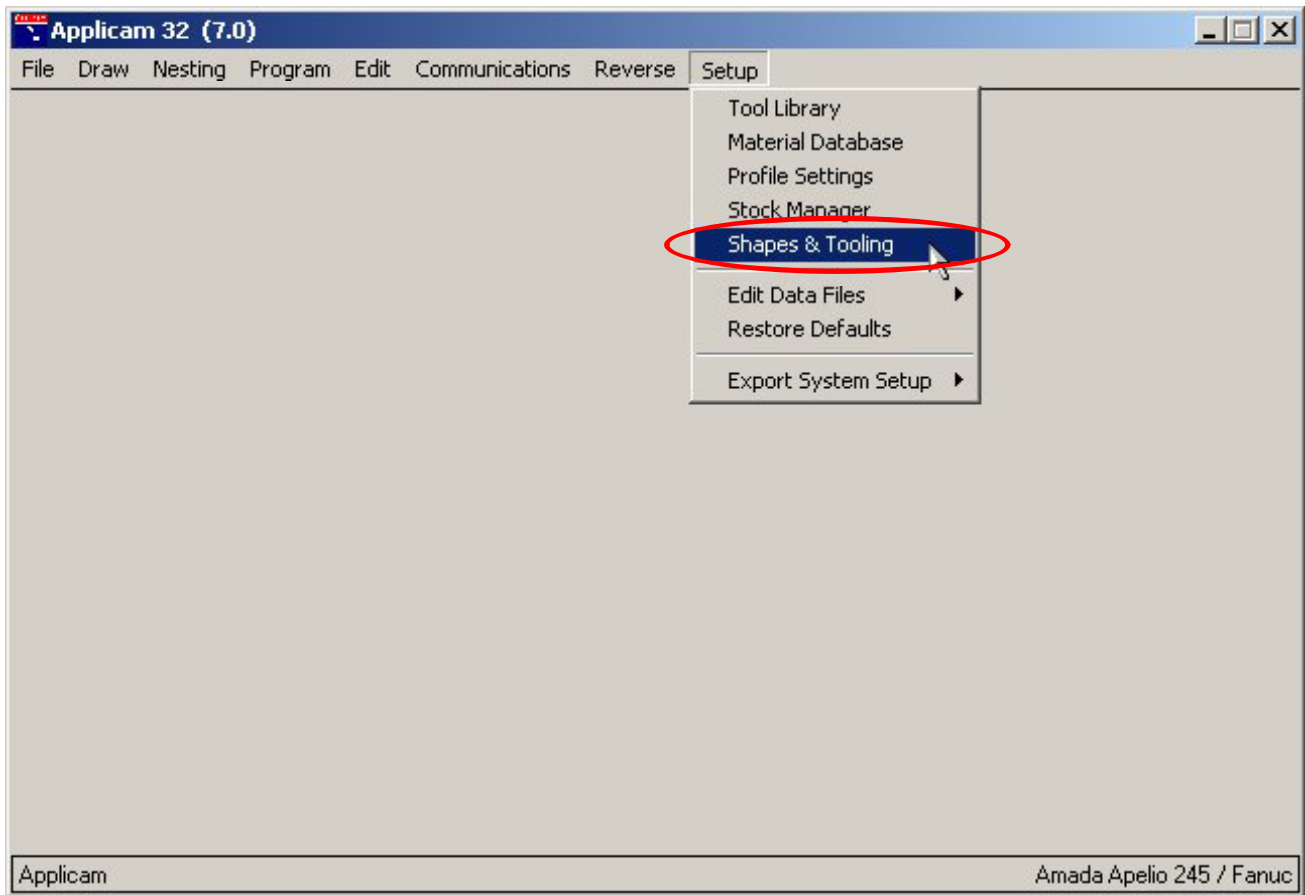 Applicam 32 (7.0)
File Draw Nesting Program Edit Communications Reverse Setup
Tool Library
Material Database
Profile Settings
Stock Manager
Shapes & Tooling
Edit Data Files
Restore Defaults
Export System Setup
Applicam Amada Apelio 245 / Fanuc